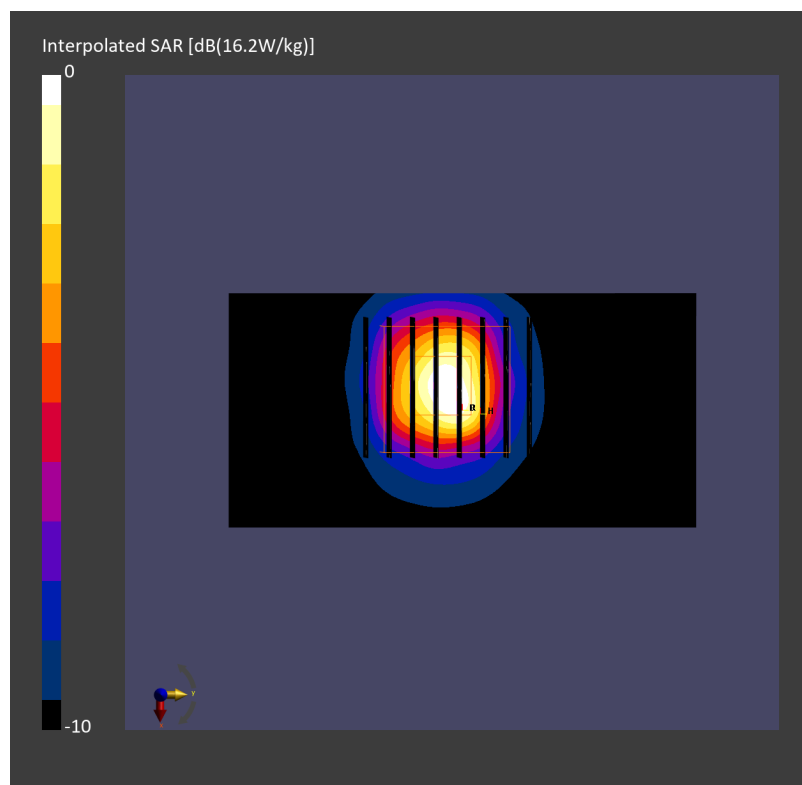 Interpolated SAR [dB(16.2W/kg)]
0
R
H
-10
Y